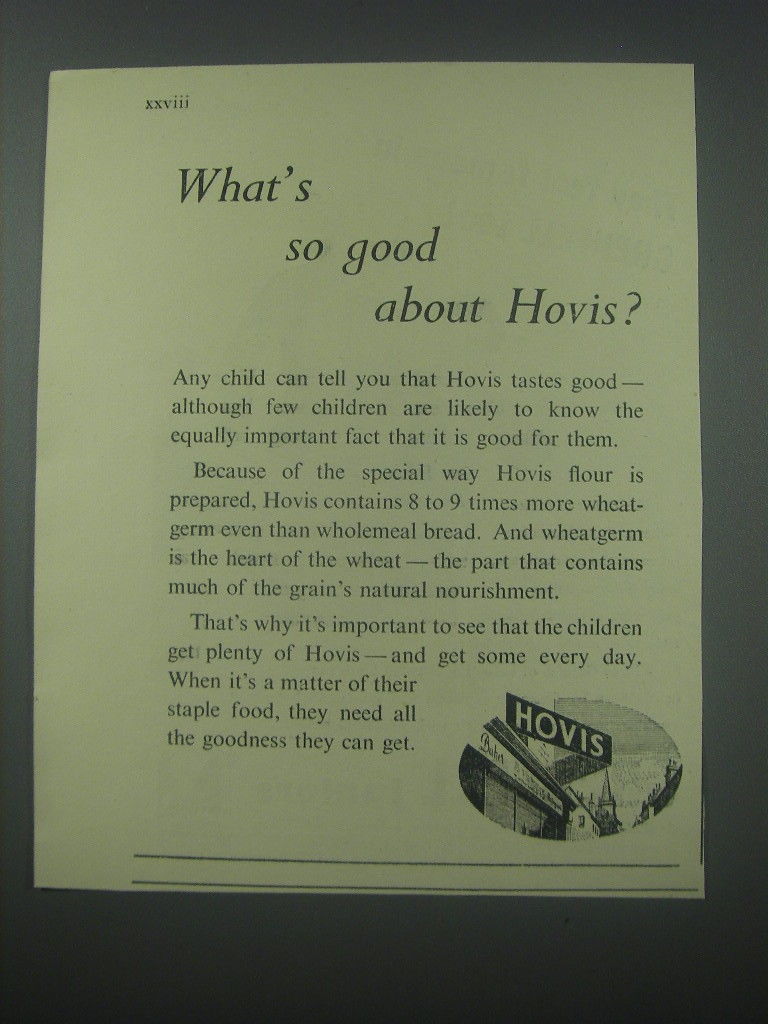 xxviii
What's
so good
about Hovis?
Any child can tell you that Hovis tastes good —
although few children are likely to know the
equally important fact that it is good for them.
Because of the special way Hovis flour is
prepared, Hovis contains 8 to 9 times more wheat-
germ even than wholemeal bread. And wheatgerm
is the heart of the wheat — the part that contains
much of the grain's natural nourishment.
That's why it's important to see that the children
get plenty of Hovis — and get some every day.
When it's a matter of their
staple food, they need all
the goodness they can get.
HOVIS
Baker